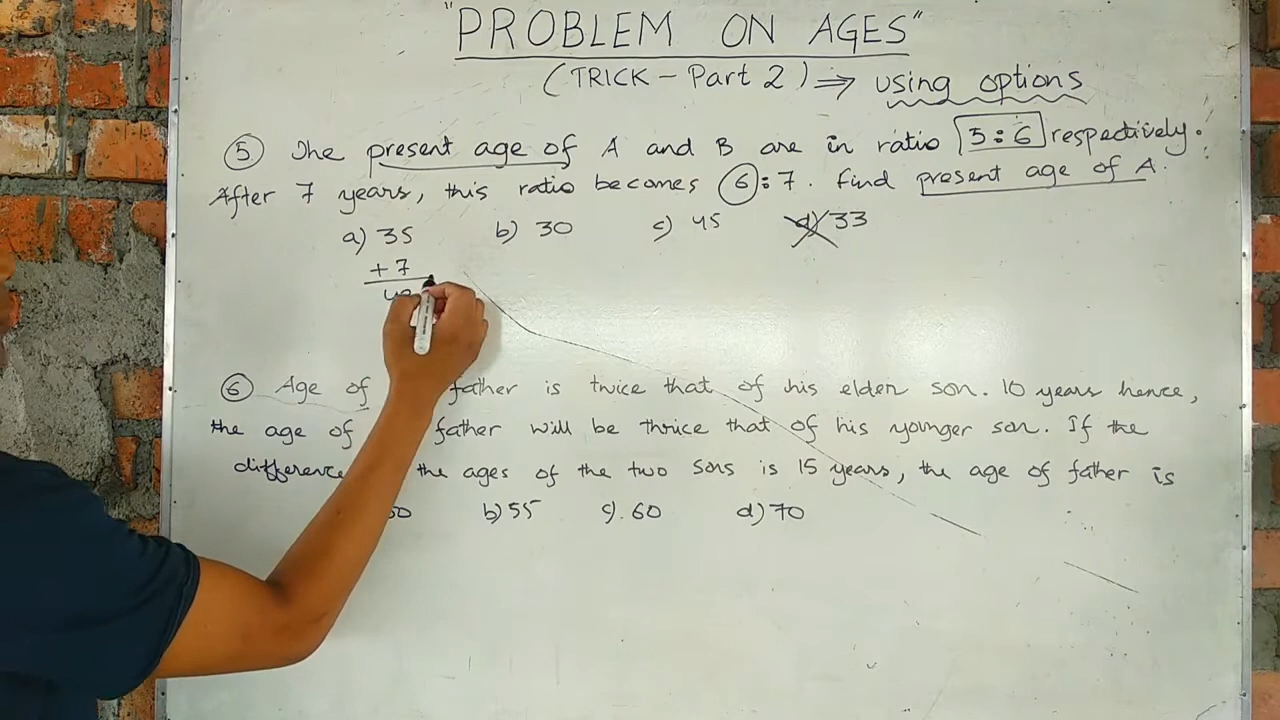 "PROBLEM ON AGES"
(TRICK - Part 2) ⇒ using options
⑤ The present age of A and B are in ratio 5:6 respectively.
After 7 years, this ratio becomes 6:7. Find present age of A.
a) 35 b) 30 c) 45 d) 33
+ 7
⑥ Age of father is twice that of his elder son. 10 years hence,
the age of father will be thrice that of his younger son. If the
difference the ages of the two sons is 15 years, the age of father is
b) 55 c). 60 d) 70